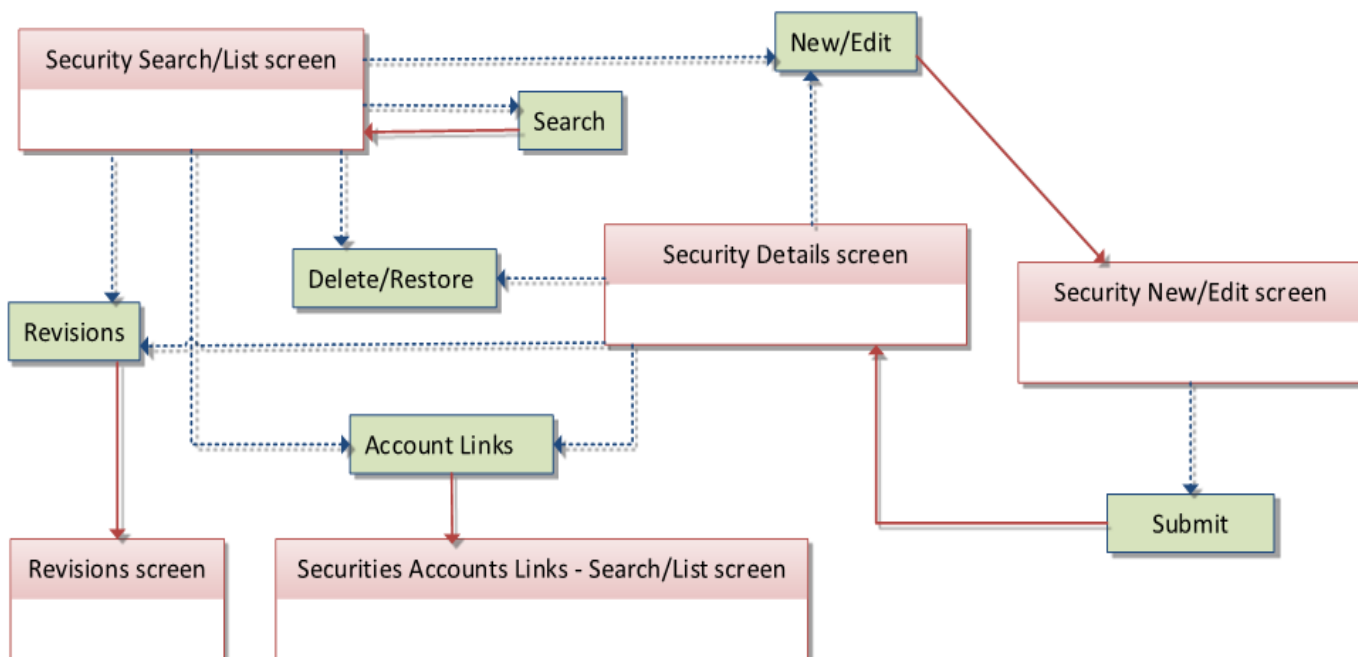 New/Edit
Security Search/List screen
Search
Security Details screen
Delete/Restore
Security New/Edit screen
Revisions
Account Links
Submit
Revisions screen
Securities Accounts Links - Search/List screen